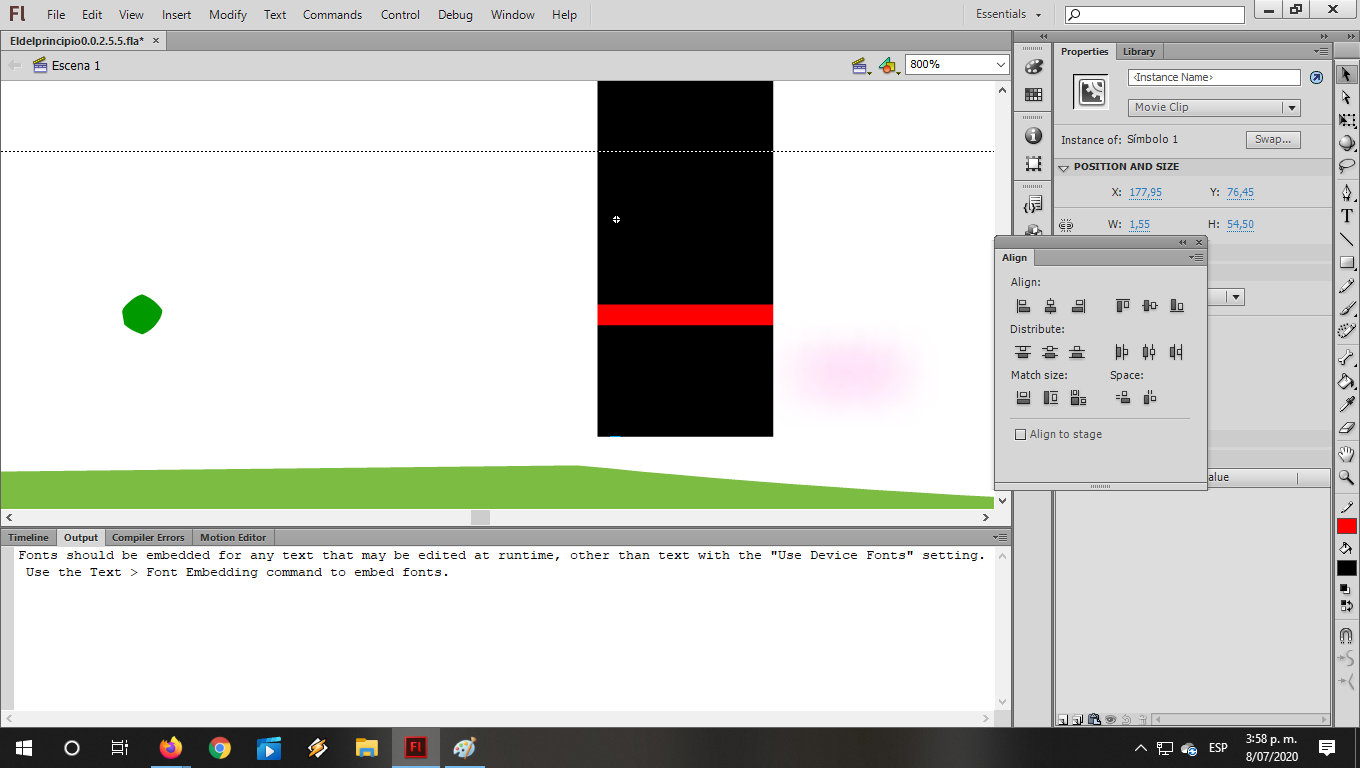 Fl File Edit View Insert Modify Text Commands Control Debug Window Help Essentials
Eldelprincipio0.0.2.5.5.fla* ×
Escena 1 800%
Properties Library
<Instance Name>
Movie Clip
Instance of: Símbolo 1 Swap...
POSITION AND SIZE
X: 177,95 Y: 76,45
W: 1,55 H: 54,50
Align
Align:
Distribute:
Match size: Space:
Align to stage
alue
Timeline Output Compiler Errors Motion Editor
Fonts should be embedded for any text that may be edited at runtime, other than text with the "Use Device Fonts" setting.
Use the Text > Font Embedding command to embed fonts.
T
Fl
ESP
3:58 p. m.
8/07/2020